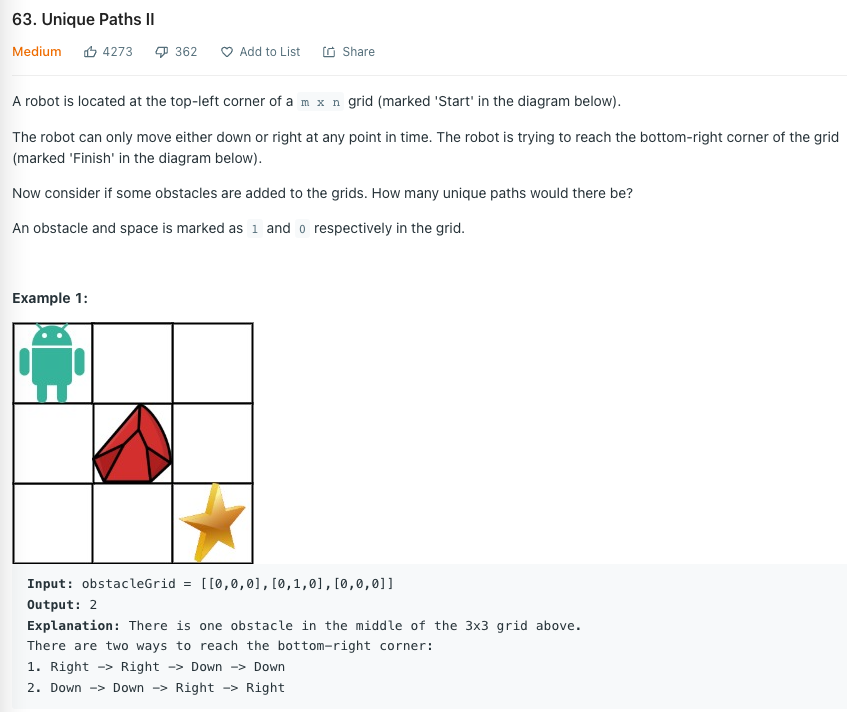 63. Unique Paths II
Medium 4273 362 Add to List Share
A robot is located at the top-left corner of a m x n grid (marked 'Start' in the diagram below).
The robot can only move either down or right at any point in time. The robot is trying to reach the bottom-right corner of the grid
(marked 'Finish' in the diagram below).
Now consider if some obstacles are added to the grids. How many unique paths would there be?
An obstacle and space is marked as 1 and 0 respectively in the grid.
Example 1:
Input: obstacleGrid = [[0,0,0],[0,1,0],[0,0,0]]
Output: 2
Explanation: There is one obstacle in the middle of the 3x3 grid above.
There are two ways to reach the bottom-right corner:
1. Right -> Right -> Down -> Down
2. Down -> Down -> Right -> Right